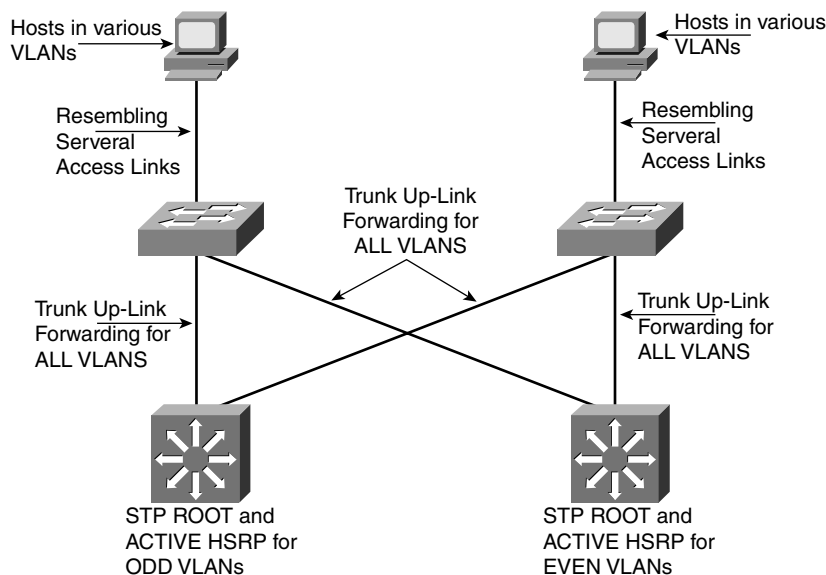 Hosts in various
VLANs
Hosts in various
VLANs
Resembling
Serveral
Access Links
Resembling
Serveral
Access Links
Trunk Up-Link
Forwarding for
ALL VLANS
Trunk Up-Link
Forwarding for
ALL VLANS
Trunk Up-Link
Forwarding for
ALL VLANS
STP ROOT and
ACTIVE HSRP for
ODD VLANs
STP ROOT and
ACTIVE HSRP for
EVEN VLANs